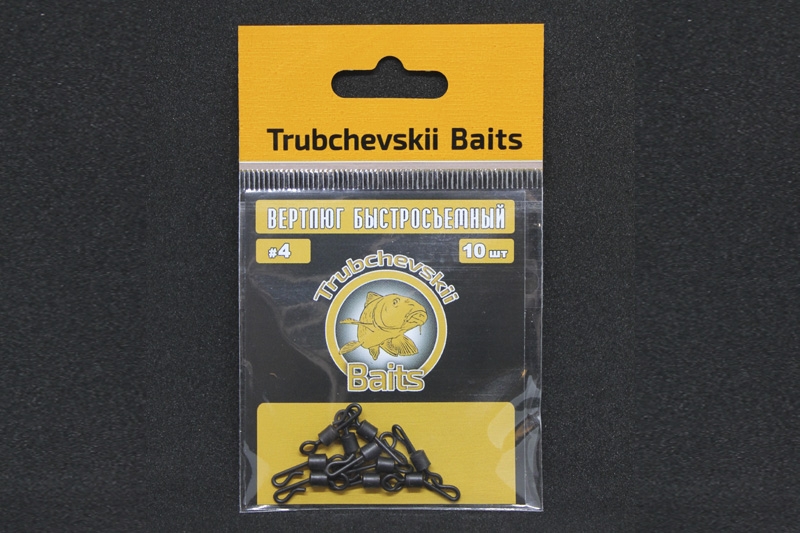 Trubchevskii Baits
ВЕРТЛЮГ БЫСТРОСЪЕМНЫЙ
#4
10 шт
Trubchevskii
Baits